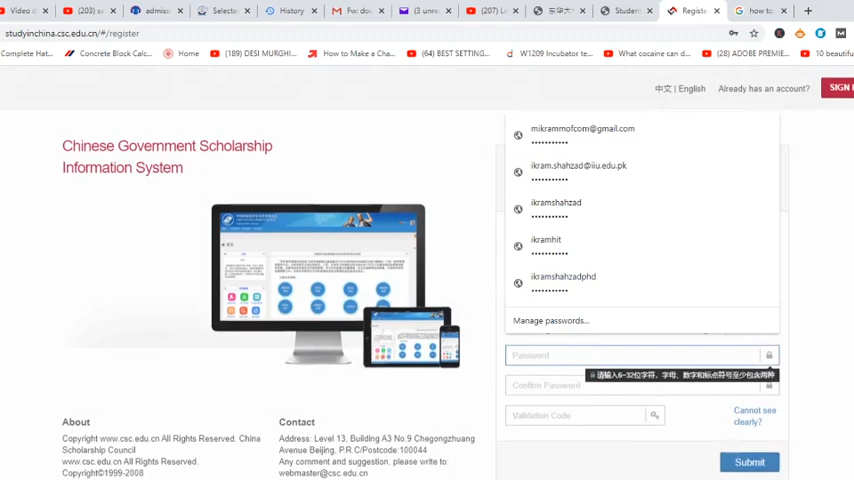 Video d
(203) sa
admiss
Selecte
History
Fw: doc
(3 unre
(207) L
东华大
Studen
Registe
how to
studyinchina.csc.edu.cn/#/register
Complete Hat...
Concrete Block Calc...
Home
(189) DESI MURGHI...
How to Make a Cha...
(64) BEST SETTING...
W1209 Incubator te...
What cocaine can d...
(28) ADOBE PREMIE...
10 beautiful
中文 | English
Already has an account?
SIGN I
Chinese Government Scholarship
Information System
mikrammofcom@gmail.com
•••••••••••
ikram.shahzad@iiu.edu.pk
•••••••••••
ikramshahzad
•••••••••••
ikramhit
•••••••••••
ikramshahzadphd
•••••••••••
Manage passwords...
Password
请输入6~32位字符，字母、数字和标点符号至少包含两种
Confirm Password
Validation Code
Cannot see
clearly?
Submit
About
Copyright www.csc.edu.cn All Rights Reserved. China
Scholarship Council
www.csc.edu.cn All Rights Reserved.
Copyright©1999-2008
Contact
Address: Level 13, Building A3 No.9 Chegongzhuang
Avenue Beijing, P.R.C/Postcode:100044
Any comment and suggestion, please write to:
webmaster@csc.edu.cn